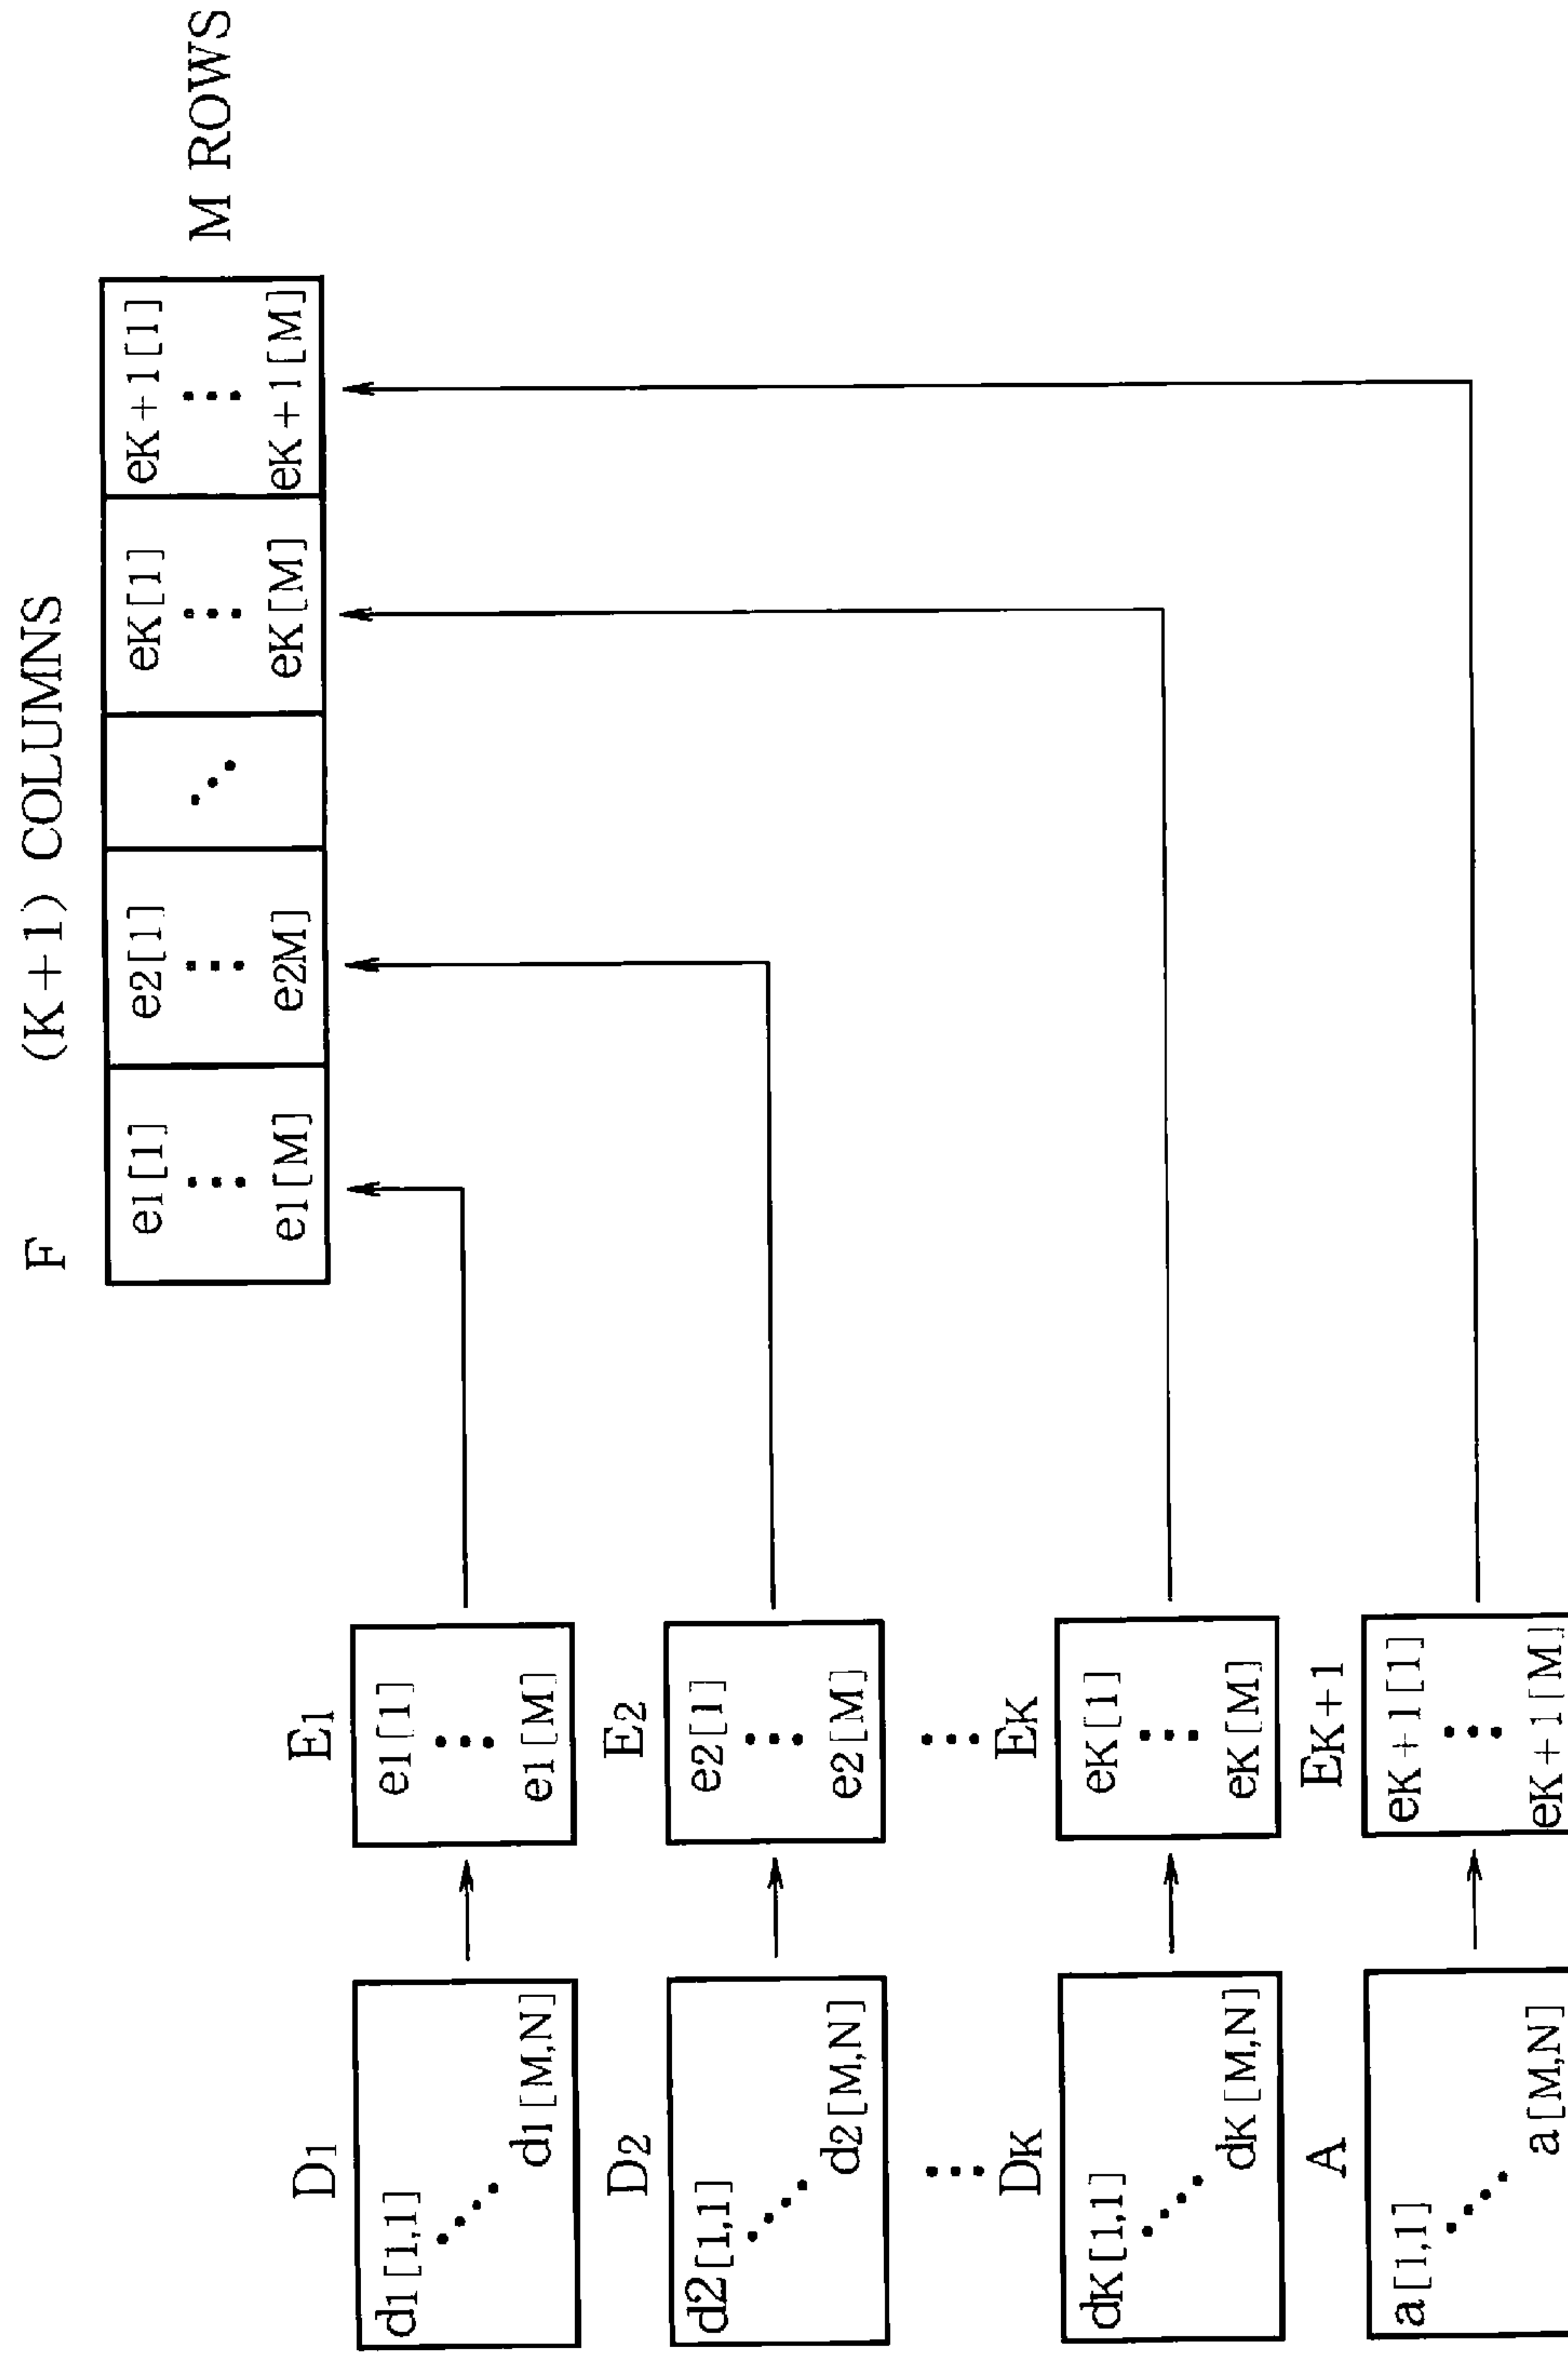 F (K+1) COLUMNS
e1[1] e2[1] eK[1] eK+1[1]
e1[M] e2M] eK[M] eK+1[M]
M ROWS
D1 E1
d1[1,1] e1[1]
d1[M,N] e1[M]
D2 E2
d2[1,1] e2[1]
d2[M,N] e2[M]
DK EK
dK[1,1] eK[1]
dK[M,N] eK[M]
A EK+1
a[1,1] eK+1[1]
a[M,N] eK+1[M]